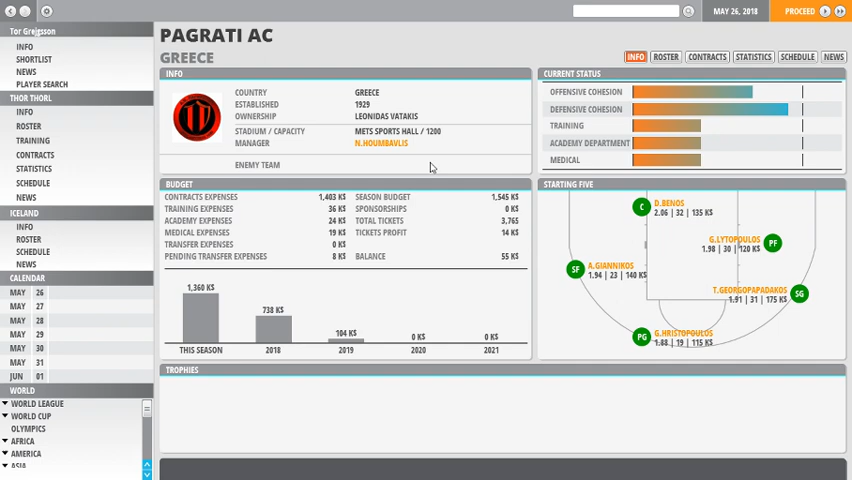 MAY 26, 2018
PROCEED
Tor Grejgsson
INFO
SHORTLIST
NEWS
PLAYER SEARCH
THOR THORL
INFO
ROSTER
TRAINING
CONTRACTS
STATISTICS
SCHEDULE
NEWS
ICELAND
INFO
ROSTER
SCHEDULE
NEWS
CALENDAR
MAY 26
MAY 27
MAY 28
MAY 29
MAY 30
MAY 31
JUN 01
WORLD
WORLD LEAGUE
WORLD CUP
OLYMPICS
AFRICA
AMERICA
ASIA
PAGRATI AC
GREECE
INFO ROSTER CONTRACTS STATISTICS SCHEDULE NEWS
INFO
COUNTRY GREECE
ESTABLISHED 1929
OWNERSHIP LEONIDAS VATAKIS
STADIUM / CAPACITY METS SPORTS HALL / 1200
MANAGER N.HOUMBAVLIS
ENEMY TEAM
CURRENT STATUS
OFFENSIVE COHESION
DEFENSIVE COHESION
TRAINING
ACADEMY DEPARTMENT
MEDICAL
BUDGET
CONTRACTS EXPENSES 1,403 K$ SEASON BUDGET 1,545 K$
TRAINING EXPENSES 36 K$ SPONSORSHIPS 0 K$
ACADEMY EXPENSES 24 K$ TOTAL TICKETS 3,765
MEDICAL EXPENSES 19 K$ TICKETS PROFIT 14 K$
TRANSFER EXPENSES 0 K$
PENDING TRANSFER EXPENSES 8 K$ BALANCE 55 K$
1,360 K$ 738 K$ 104 K$ 0 K$ 0 K$
THIS SEASON 2018 2019 2020 2021
STARTING FIVE
C D.BENOS
2.06 | 32 | 135 K$
G.LYTOPOULOS PF
1.98 | 30 | 120 K$
SF A.GIANNIKOS
1.94 | 23 | 140 K$
T.GEORGOPAPADAKOS SG
1.91 | 31 | 175 K$
PG G.HRISTOPOULOS
1.88 | 19 | 115 K$
TROPHIES